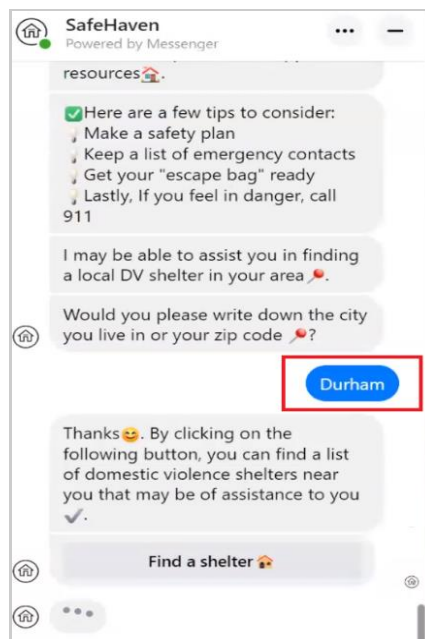 SafeHaven
Powered by Messenger
resources🏠.
✅Here are a few tips to consider:
💡Make a safety plan
💡Keep a list of emergency contacts
💡Get your "escape bag" ready
💡Lastly, If you feel in danger, call
911
I may be able to assist you in finding
a local DV shelter in your area📍.
Would you please write down the city
you live in or your zip code 📍?
Durham
Thanks😊. By clicking on the
following button, you can find a list
of domestic violence shelters near
you that may be of assistance to you
✔.
Find a shelter🏠